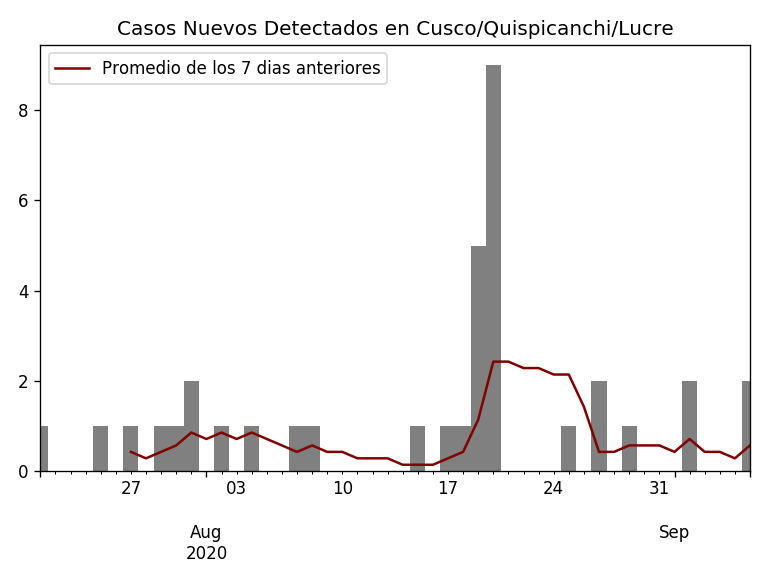 Casos Nuevos Detectados en Cusco/Quispicanchi/Lucre
Promedio de los 7 dias anteriores
8
6
4
2
0
27 03 10 17 24 31
Aug Sep
2020